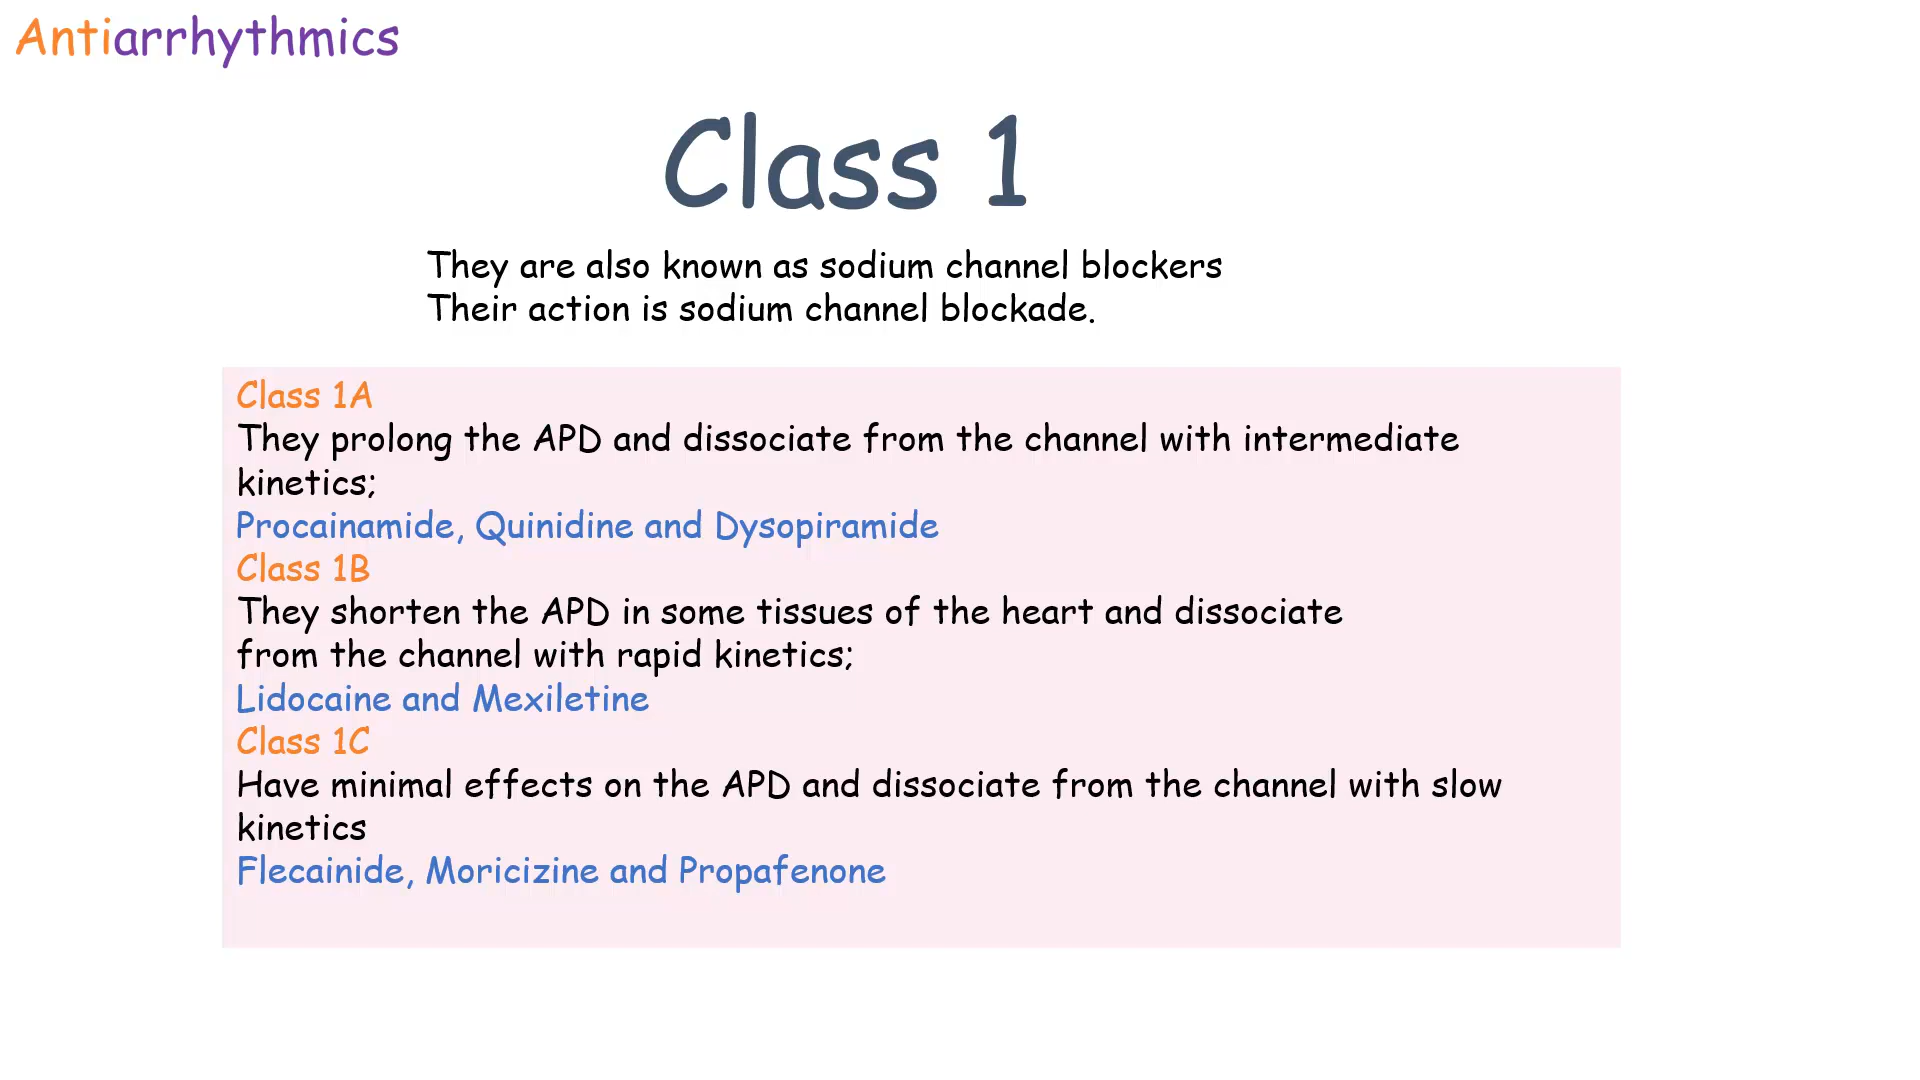 Antiarrhythmics
Class 1
They are also known as sodium channel blockers
Their action is sodium channel blockade.
Class 1A
They prolong the APD and dissociate from the channel with intermediate
kinetics;
Procainamide, Quinidine and Dysopiramide
Class 1B
They shorten the APD in some tissues of the heart and dissociate
from the channel with rapid kinetics;
Lidocaine and Mexiletine
Class 1C
Have minimal effects on the APD and dissociate from the channel with slow
kinetics
Flecainide, Moricizine and Propafenone